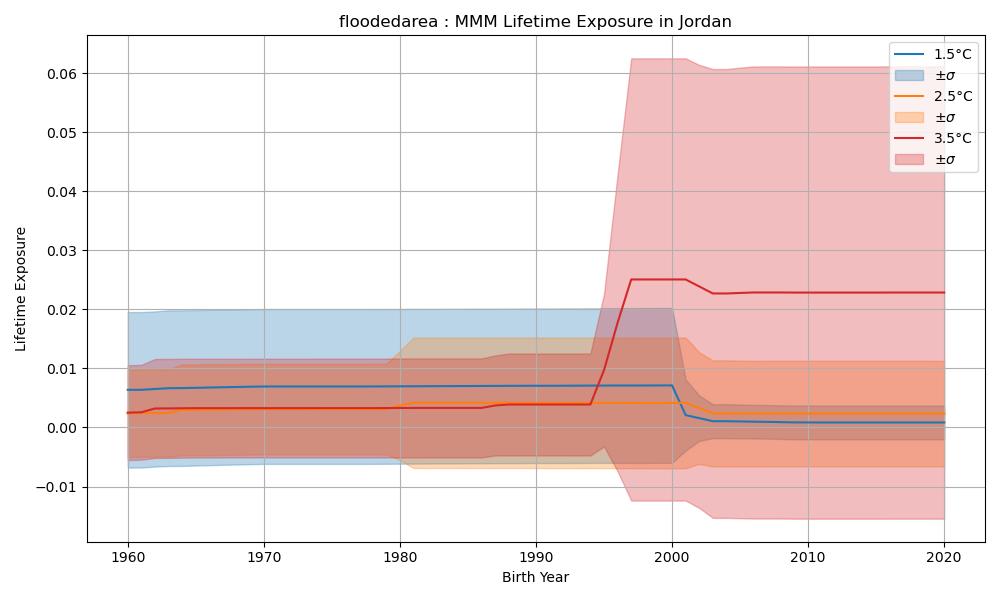 floodedarea : MMM Lifetime Exposure in Jordan
1.5°C
±σ
2.5°C
±σ
3.5°C
±σ
Lifetime Exposure
0.06
0.05
0.04
0.03
0.02
0.01
0.00
−0.01
1960 1970 1980 1990 2000 2010 2020
Birth Year